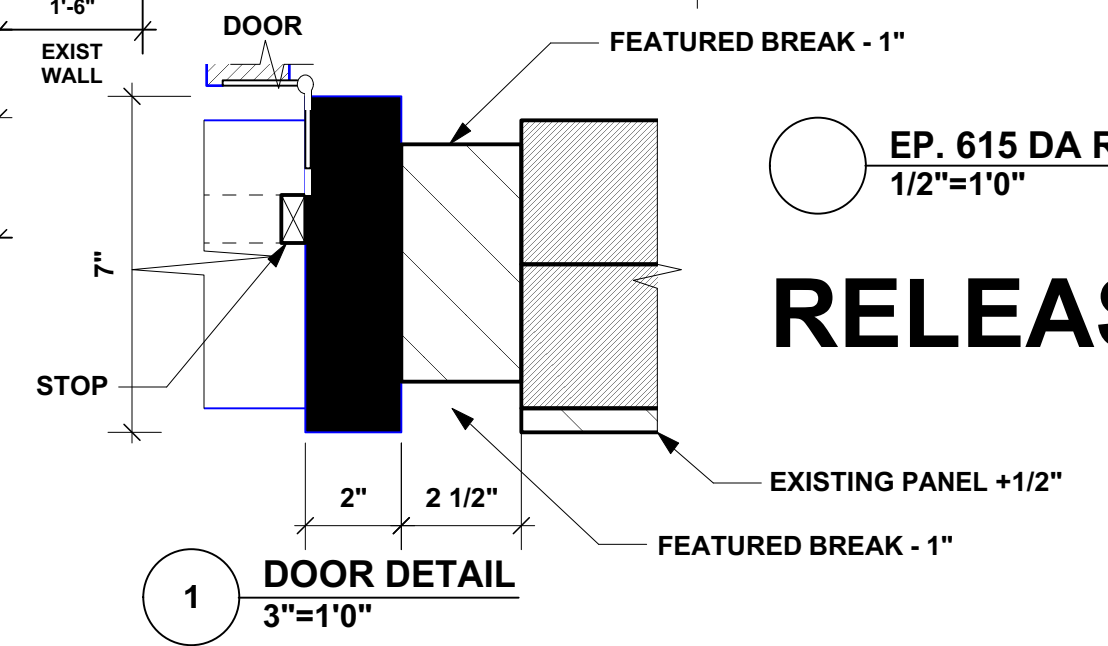 1'-6"
EXIST
WALL
DOOR
FEATURED BREAK - 1"
EP. 615 DA
1/2"=1'0"
7"
STOP
EXISTING PANEL +1/2"
2"
2 1/2"
FEATURED BREAK - 1"
1
DOOR DETAIL
3"=1'0"